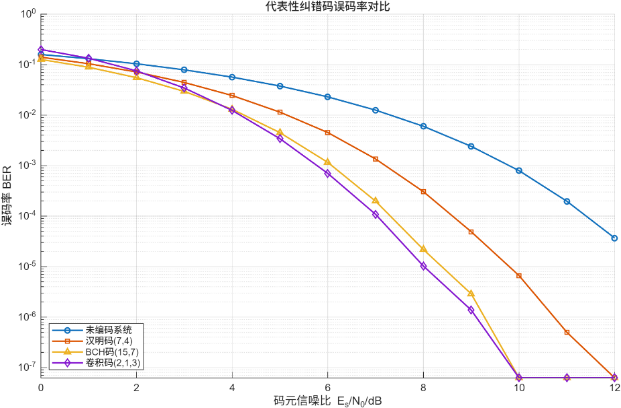 代表性纠错码误码率对比
误码率 BER
10⁰
10⁻¹
10⁻²
10⁻³
10⁻⁴
10⁻⁵
10⁻⁶
10⁻⁷
未编码系统
汉明码(7,4)
BCH码(15,7)
卷积码(2,1,3)
0 2 4 6 8 10 12
码元信噪比 Eₛ/N₀/dB